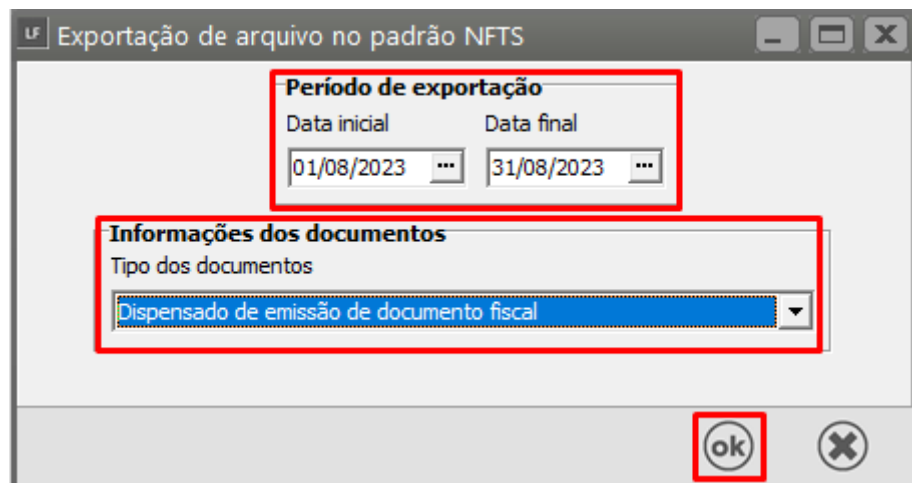 LF Exportação de arquivo no padrão NFTS
Período de exportação
Data inicial Data final
01/08/2023 ... 31/08/2023 ...
Informações dos documentos
Tipo dos documentos
Dispensado de emissão de documento fiscal
ok